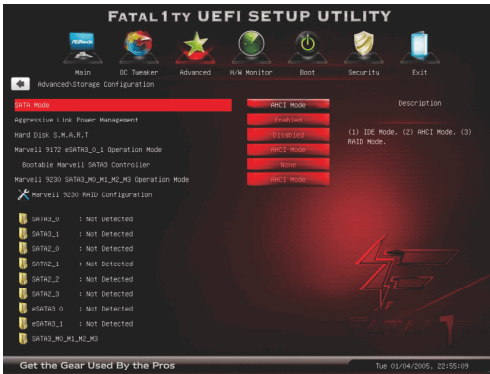 FATAL1TY UEFI SETUP UTILITY
ASRock
Main OC Tweaker Advanced H/W Monitor Boot Security Exit
Advanced\Storage Configuration
SATA Mode AHCI Mode Description
Aggressive Link Power Management Enabled
Hard Disk S.M.A.R.T Disabled (1) IDE Mode. (2) AHCI Mode. (3)
RAID Mode.
Marvell 9172 eSATA3_0_1 Operation Mode AHCI Mode
Bootable Marvell SATA3 Controller None
Marvell 9230 SATA3_M0_M1_M2_M3 Operation Mode AHCI Mode
Marvell 9230 RAID Configuration
SATA3_0 : Not Detected
SATA3_1 : Not Detected
SATA2_0 : Not Detected
SATA2_1 : Not Detected
SATA2_2 : Not Detected
SATA2_3 : Not Detected
eSATA3_0 : Not Detected
eSATA3_1 : Not Detected
SATA3_M0_M1_M2_M3
FATAL1TY
Get the Gear Used By the Pros Tue 01/04/2005, 22:55:09